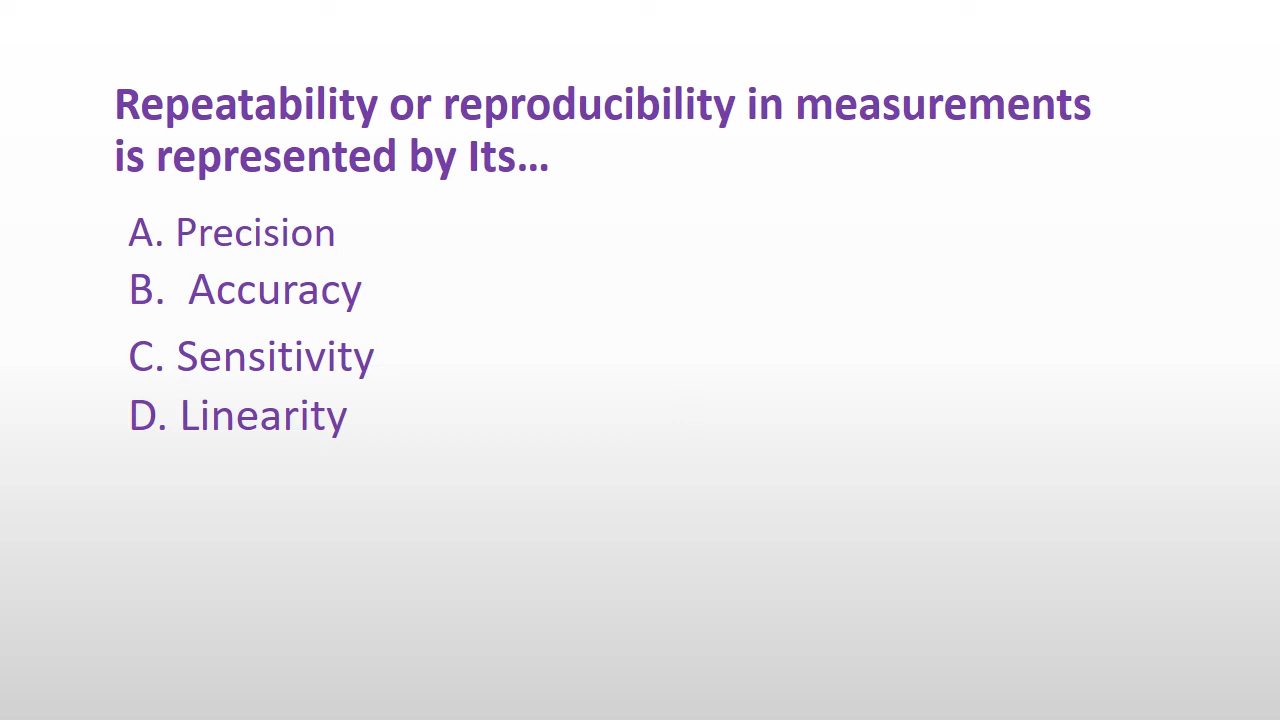 Repeatability or reproducibility in measurements
is represented by Its...
A. Precision
B. Accuracy
C. Sensitivity
D. Linearity